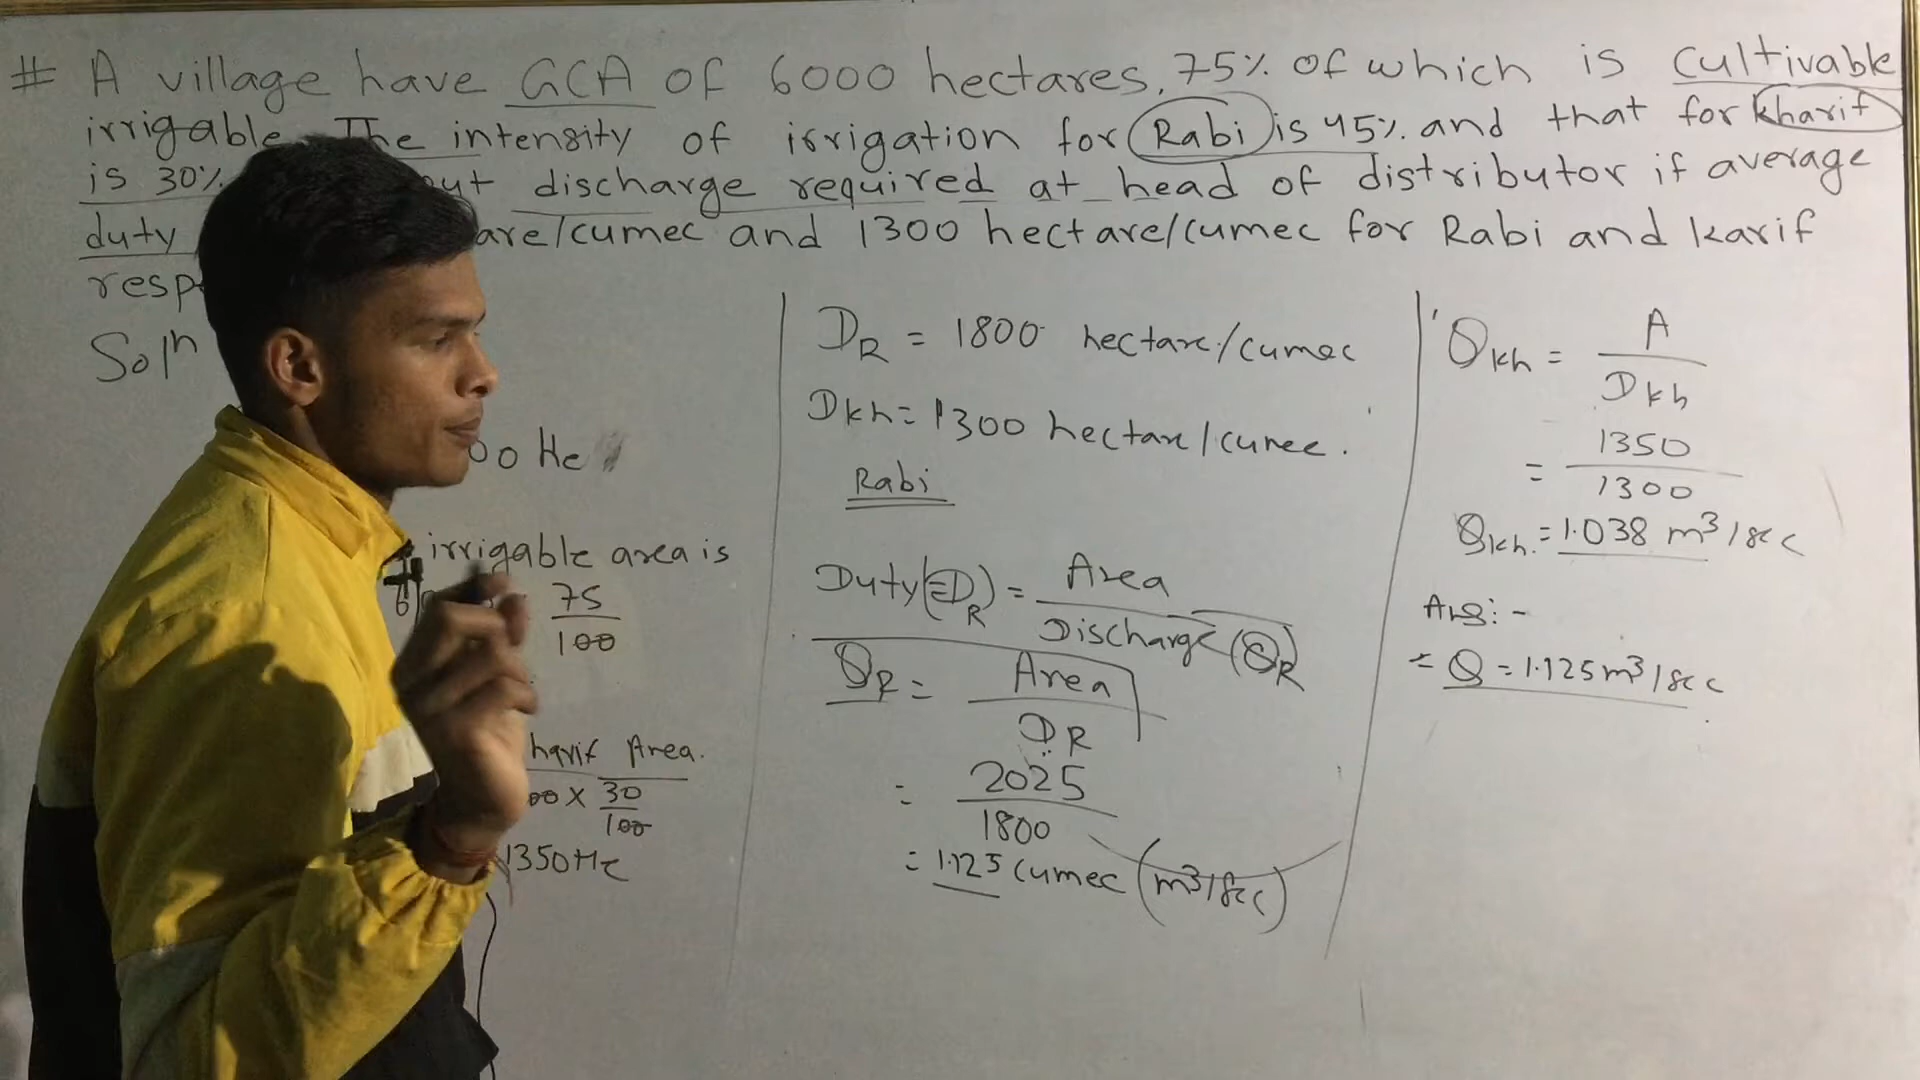 # A village have GCA of 6000 hectares, 75% of which is cultivable
irrigable. The intensity of irrigation for Rabi is 45% and that for kharif
is 30% discharge required at head of distributor if average
duty are/cumec and 1300 hectare/cumec for Rabi and karif
resp
Soln
00 He
irrigable area is
75
100
harif Area.
00 x 30
100
1350 He
DR = 1800 hectare/cumec
Dkh = 1300 hectare/cumec.
Rabi
Duty(=DR) = Area
Discharge (QR)
QR = Area
DR
= 2025
1800
= 1.125 cumec (m³/sec)
Qkh = A
Dkh
= 1350
1300
Qkh. = 1.038 m³/sec
Ans:-
= Q = 1.125 m³/sec